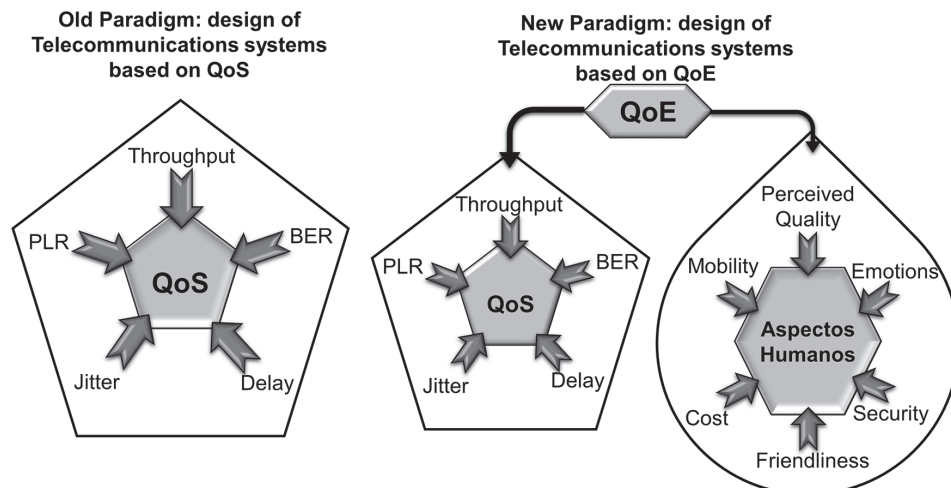 Old Paradigm: design of
Telecommunications systems
based on QoS
Throughput
PLR
BER
QoS
Jitter
Delay
New Paradigm: design of
Telecommunications systems
based on QoE
QoE
Throughput
PLR
BER
QoS
Jitter
Delay
Perceived
Quality
Mobility
Emotions
Aspectos
Humanos
Cost
Security
Friendliness